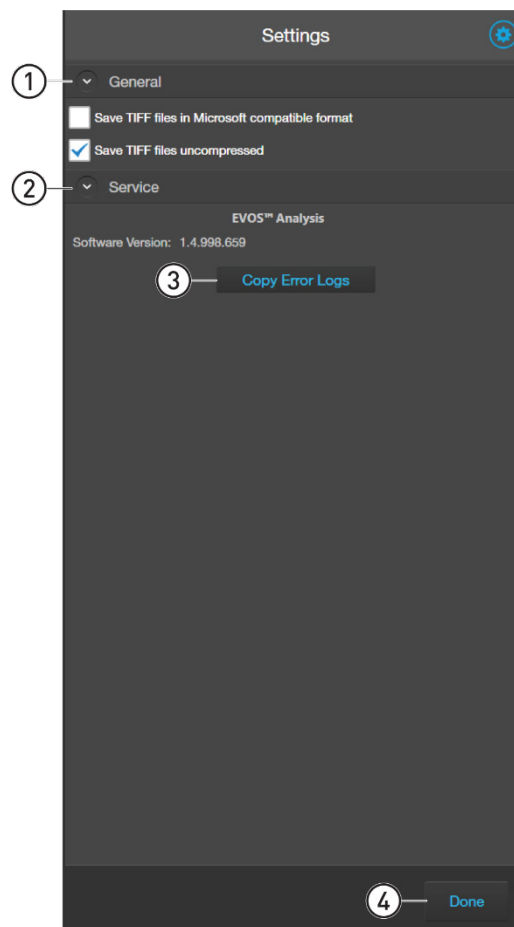 Settings
1 General
Save TIFF files in Microsoft compatible format
Save TIFF files uncompressed
2 Service
EVOS™ Analysis
Software Version: 1.4.998.659
3 Copy Error Logs
4 Done